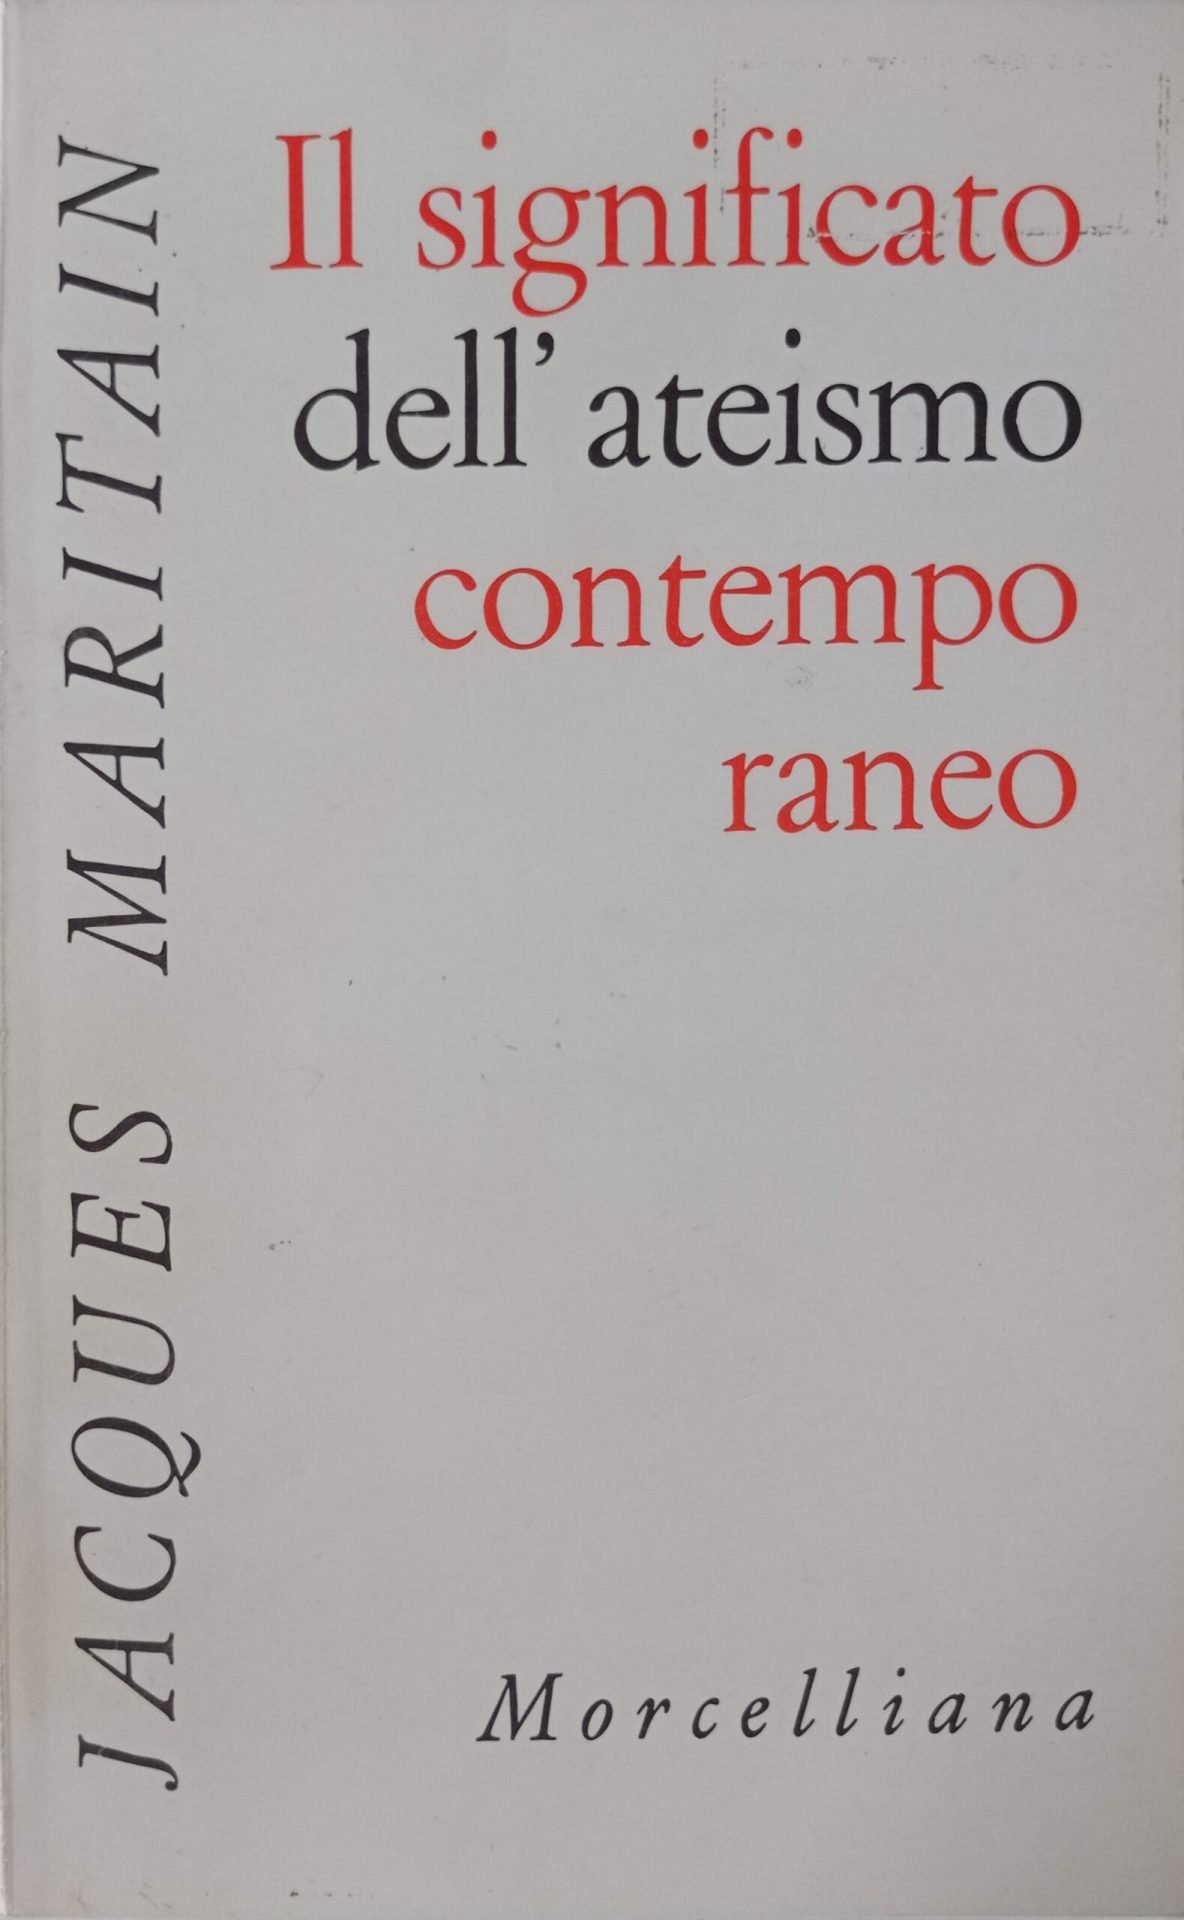 JACQUES MARITAIN
Il significato
dell'ateismo
contempo
raneo
Morcelliana